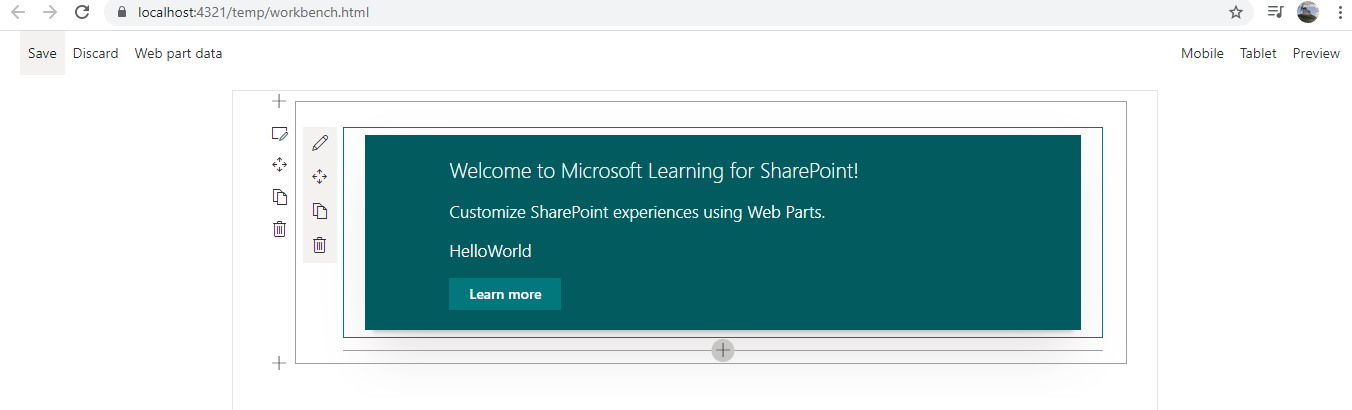 localhost:4321/temp/workbench.html
Save Discard Web part data Mobile Tablet Preview
Welcome to Microsoft Learning for SharePoint!
Customize SharePoint experiences using Web Parts.
HelloWorld
Learn more